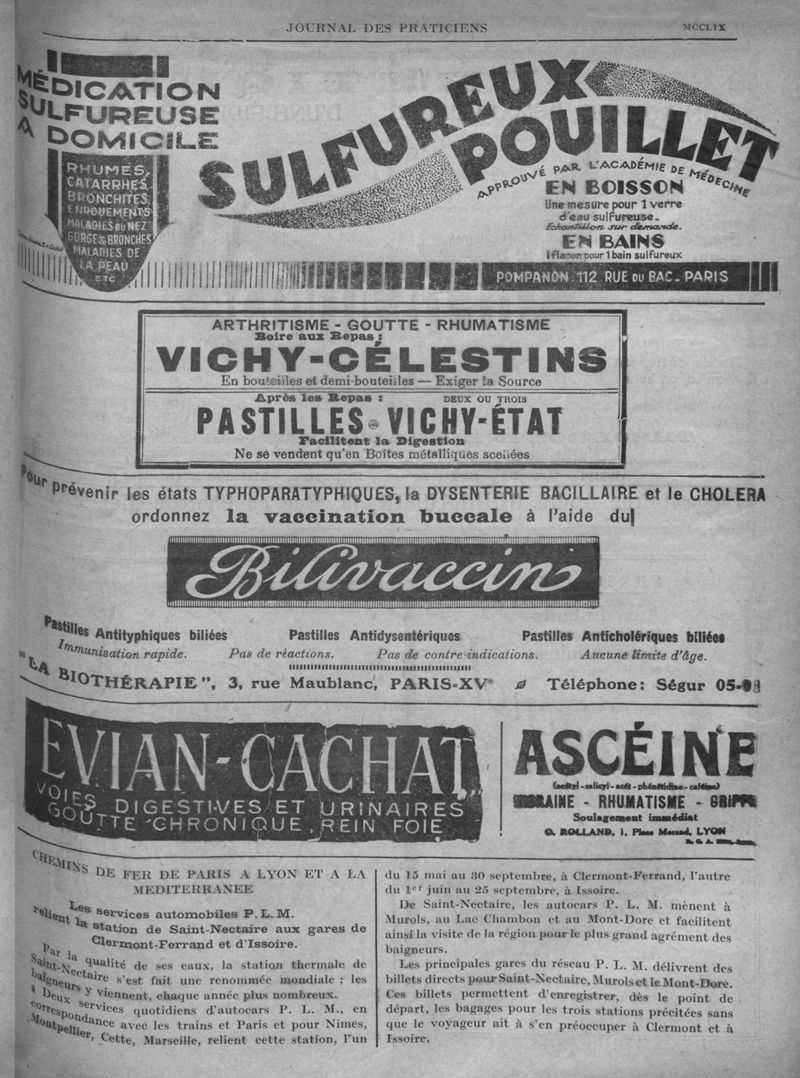 JOURNAL DES PRATICIENS
MCCLIX
MÉDICATION
SULFUREUSE
A DOMICILE
RHUMES,
CATARRHES,
BRONCHITES,
ENROUEMENTS
MALADIES DU NEZ
GORGE & BRONCHES
MALADIES DE
LA PEAU
ETC
SULFUREUX
POUILLET
APPROUVÉ PAR L'ACADÉMIE DE MÉDECINE
EN BOISSON
Une mesure pour 1 verre
d'eau sulfureuse.
Echantillon sur demande.
EN BAINS
1 flacon pour 1 bain sulfureux
POMPANON. 112 RUE DU BAC. PARIS
ARTHRITISME - GOUTTE - RHUMATISME
Boire aux Repas :
VICHY-CÉLESTINS
En bouteilles et demi-bouteilles — Exiger la Source
Après les Repas : DEUX OU TROIS
PASTILLES VICHY-ÉTAT
Facilitent la Digestion
Ne se vendent qu'en Boîtes métalliques scellées
Pour prévenir les états TYPHOPARATYPHIQUES, la DYSENTERIE BACILLAIRE et le CHOLERA
ordonnez la vaccination buccale à l'aide du
Bilivaccin
Pastilles Antityphiques biliées Pastilles Antidysentériques Pastilles Anticholériques biliées
Immunisation rapide. Pas de réactions. Pas de contre-indications. Aucune limite d'âge.
"LA BIOTHÉRAPIE", 3, rue Maublanc, PARIS-XVe Téléphone: Ségur 05-
EVIAN-CACHAT
VOIES DIGESTIVES ET URINAIRES
GOUTTE CHRONIQUE, REIN FOIE
ASCÉINE
(acétyl-salicyl-acét-phénétidine-caféine)
MIGRAINE - RHUMATISME - GRIPPE
Soulagement immédiat
O. ROLLAND, 1, Place Morand, LYON
CHEMINS DE FER DE PARIS A LYON ET A LA
MEDITERRANEE
Les services automobiles P. L. M.
relient la station de Saint-Nectaire aux gares de
Clermont-Ferrand et d'Issoire.
Par la qualité de ses eaux, la station thermale de
Saint-Nectaire s'est fait une renommée mondiale ; les
baigneurs y viennent, chaque année plus nombreux.
Deux services quotidiens d'autocars P. L. M., en
correspondance avec les trains et Paris et pour Nimes,
Montpellier, Cette, Marseille, relient cette station, l'un
du 15 mai au 30 septembre, à Clermont-Ferrand, l'autre
du 1er juin au 25 septembre, à Issoire.
De Saint-Nectaire, les autocars P. L. M. mènent à
Murols, au Lac Chambon et au Mont-Dore et facilitent
ainsi la visite de la région pour le plus grand agrément des
baigneurs.
Les principales gares du réseau P. L. M. délivrent des
billets directs pour Saint-Nectaire, Murols et le Mont-Dore.
Ces billets permettent d'enregistrer, dès le point de
départ, les bagages pour les trois stations précitées sans
que le voyageur ait à s'en préoccuper à Clermont et à
Issoire.